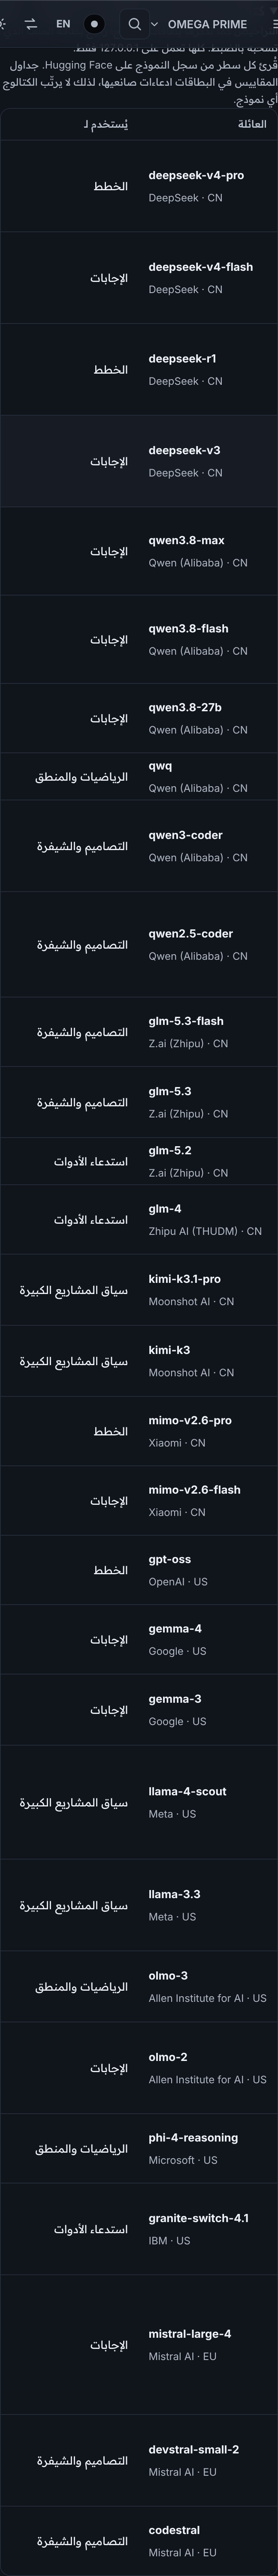 EN
OMEGA PRIME
فقط.
قُرئ كل سطر من سجل النموذج على Hugging Face. جداول
المقاييس في البطاقات ادعاءات صانعيها، لذلك لا يرتّب الكتالوج
أي نموذج.
العائلة
يُستخدم لـ
deepseek-v4-pro
DeepSeek · CN
الخطط
deepseek-v4-flash
DeepSeek · CN
الإجابات
deepseek-r1
DeepSeek · CN
الخطط
deepseek-v3
DeepSeek · CN
الإجابات
qwen3.8-max
Qwen (Alibaba) · CN
الإجابات
qwen3.8-flash
Qwen (Alibaba) · CN
الإجابات
qwen3.8-27b
Qwen (Alibaba) · CN
الإجابات
qwq
Qwen (Alibaba) · CN
الرياضيات والمنطق
qwen3-coder
Qwen (Alibaba) · CN
التصاميم والشيفرة
qwen2.5-coder
Qwen (Alibaba) · CN
التصاميم والشيفرة
glm-5.3-flash
Z.ai (Zhipu) · CN
التصاميم والشيفرة
glm-5.3
Z.ai (Zhipu) · CN
التصاميم والشيفرة
glm-5.2
Z.ai (Zhipu) · CN
استدعاء الأدوات
glm-4
Zhipu AI (THUDM) · CN
استدعاء الأدوات
kimi-k3.1-pro
Moonshot AI · CN
سياق المشاريع الكبيرة
kimi-k3
Moonshot AI · CN
سياق المشاريع الكبيرة
mimo-v2.6-pro
Xiaomi · CN
الخطط
mimo-v2.6-flash
Xiaomi · CN
الإجابات
gpt-oss
OpenAI · US
الخطط
gemma-4
Google · US
الإجابات
gemma-3
Google · US
الإجابات
llama-4-scout
Meta · US
سياق المشاريع الكبيرة
llama-3.3
Meta · US
سياق المشاريع الكبيرة
olmo-3
Allen Institute for AI · US
الرياضيات والمنطق
olmo-2
Allen Institute for AI · US
الإجابات
phi-4-reasoning
Microsoft · US
الرياضيات والمنطق
granite-switch-4.1
IBM · US
استدعاء الأدوات
mistral-large-4
Mistral AI · EU
الإجابات
devstral-small-2
Mistral AI · EU
التصاميم والشيفرة
codestral
Mistral AI · EU
التصاميم والشيفرة